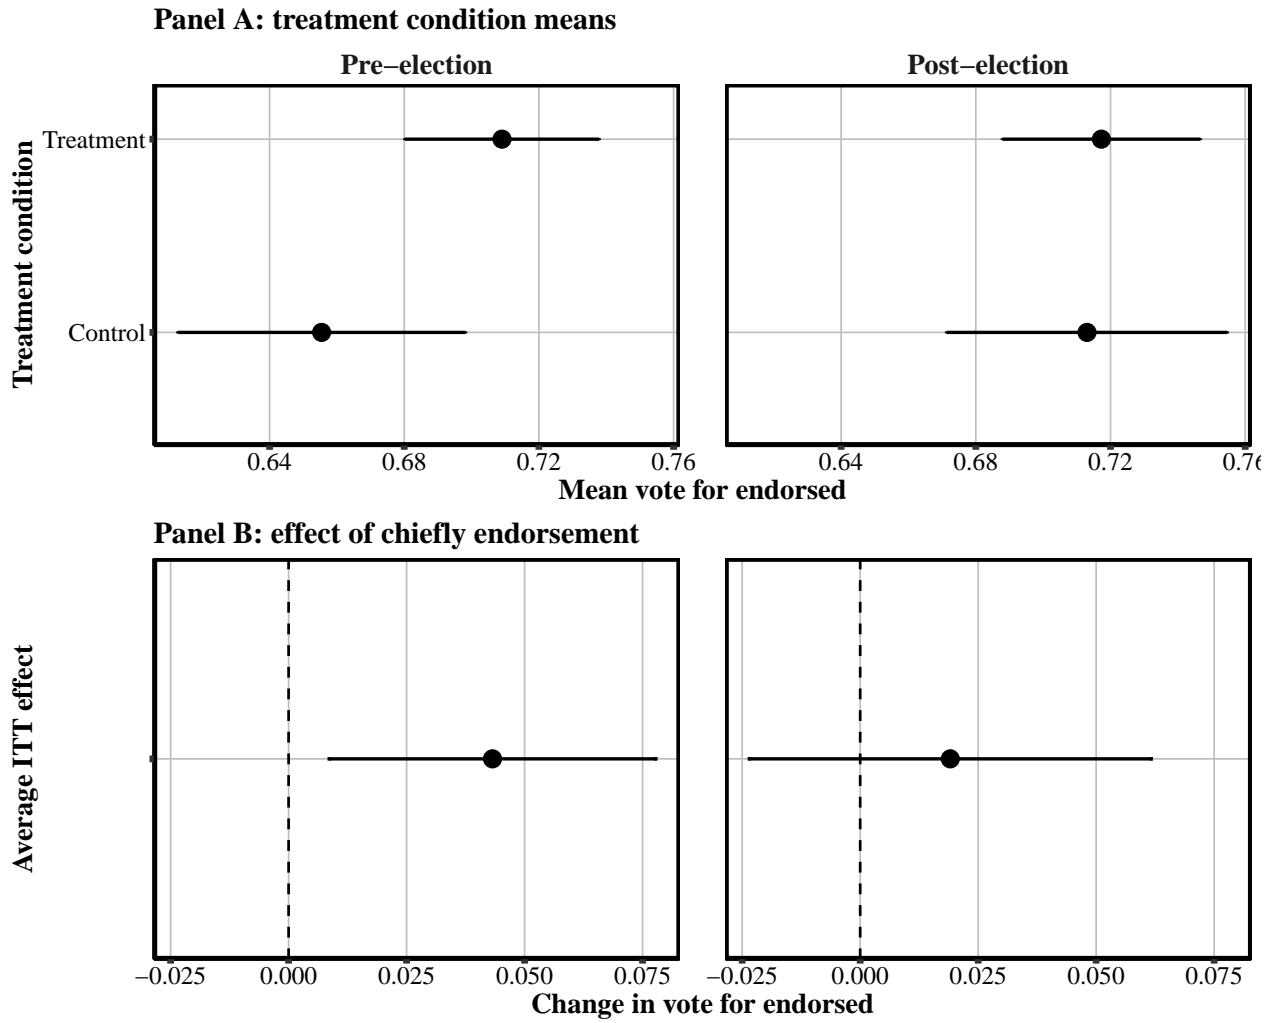 Panel A: treatment condition means
Pre−election
Post−election
Treatment condition
Treatment
Control
0.64 0.68 0.72 0.76
0.64 0.68 0.72 0.76
Mean vote for endorsed
Panel B: effect of chiefly endorsement
Average ITT effect
−0.025 0.000 0.025 0.050 0.075
−0.025 0.000 0.025 0.050 0.075
Change in vote for endorsed